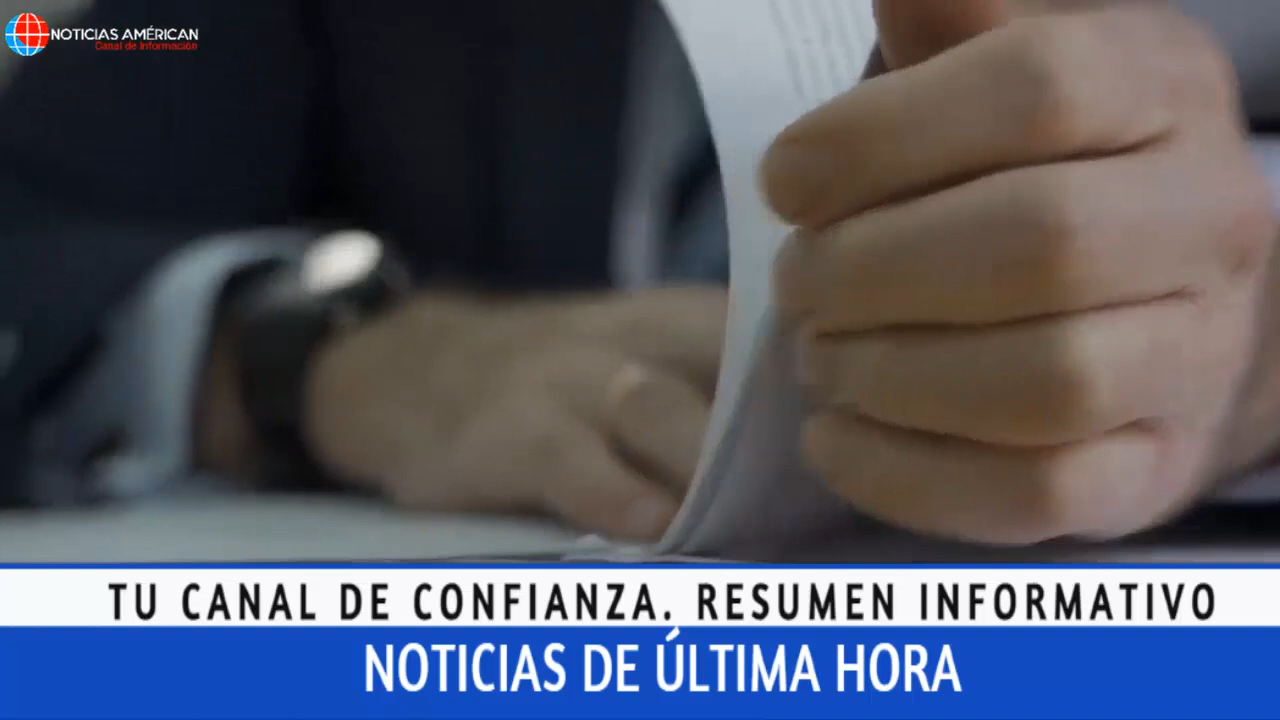 NOTICIAS AMÉRICAN
Canal de Información
TU CANAL DE CONFIANZA. RESUMEN INFORMATIVO
NOTICIAS DE ÚLTIMA HORA